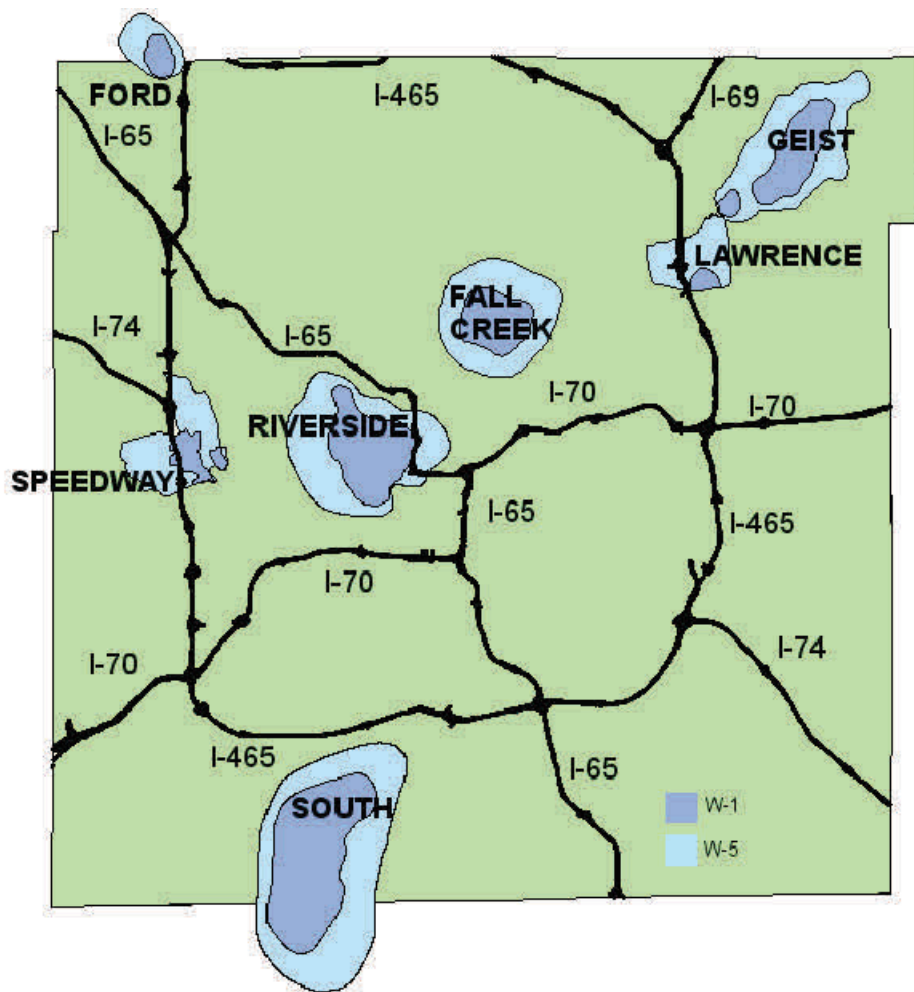 FORD
I-65
I-465
I-69
GEIST
LAWRENCE
FALL
CREEK
I-74
I-65
I-70
I-70
RIVERSIDE
SPEEDWAY
I-65
I-465
I-70
I-70
I-74
I-465
I-65
SOUTH
W-1
W-5